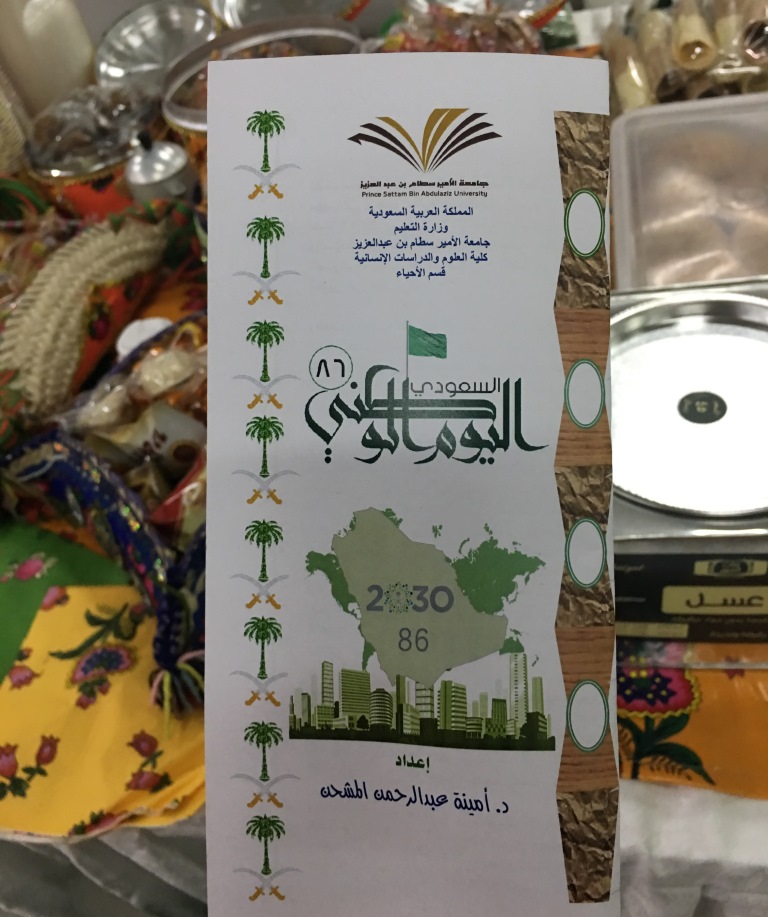 جامعة الأمير سطام بن عبد العزيز
Prince Sattam Bin Abdulaziz University
المملكة العربية السعودية
وزارة التعليم
جامعة الأمير سطام بن عبدالعزيز
كلية العلوم والدراسات الإنسانية
قسم الأحياء
٨٦
السعودي
اليوم الوطني
2030
86
إعداد
د. أمينة عبدالرحمن المشحن
عسل